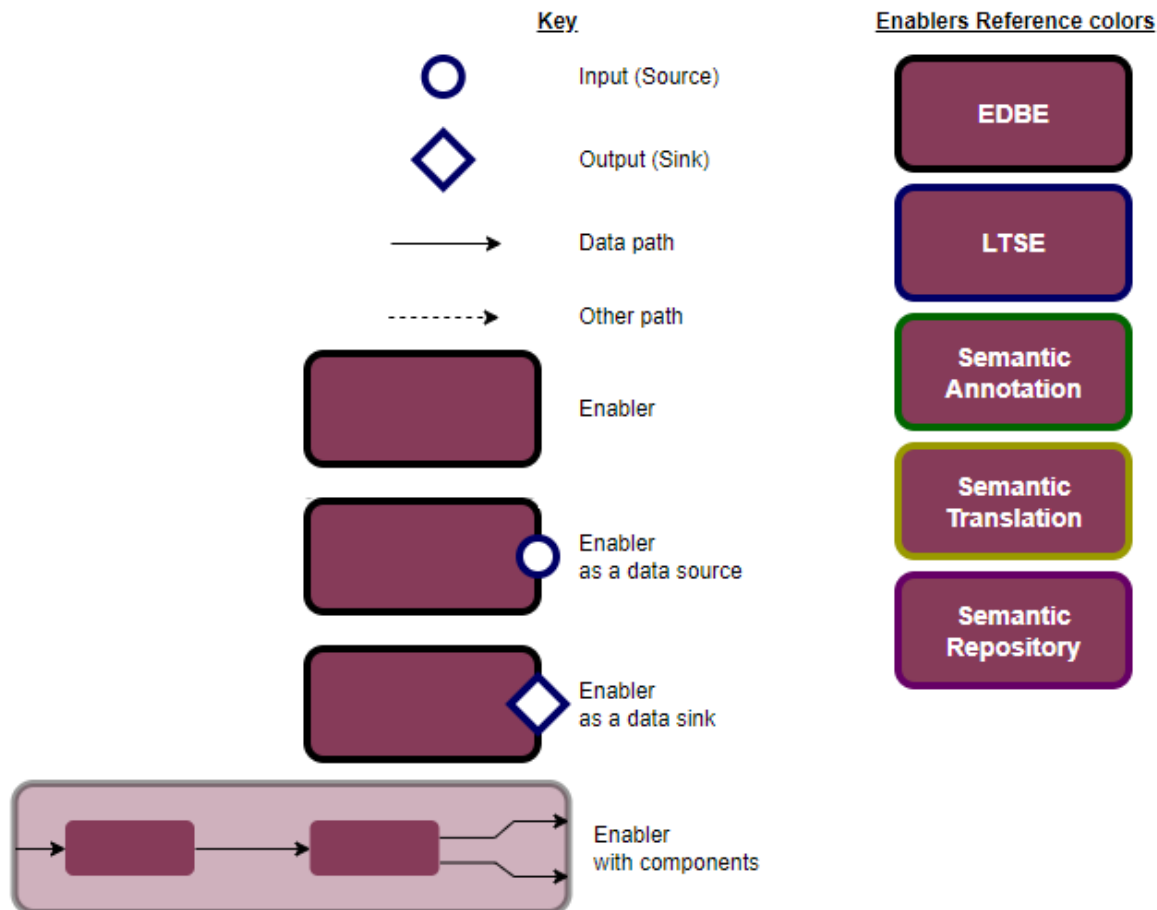 Key
Input (Source)
Output (Sink)
Data path
Other path
Enabler
Enabler
as a data source
Enabler
as a data sink
Enabler
with components
Enablers Reference colors
EDBE
LTSE
Semantic
Annotation
Semantic
Translation
Semantic
Repository